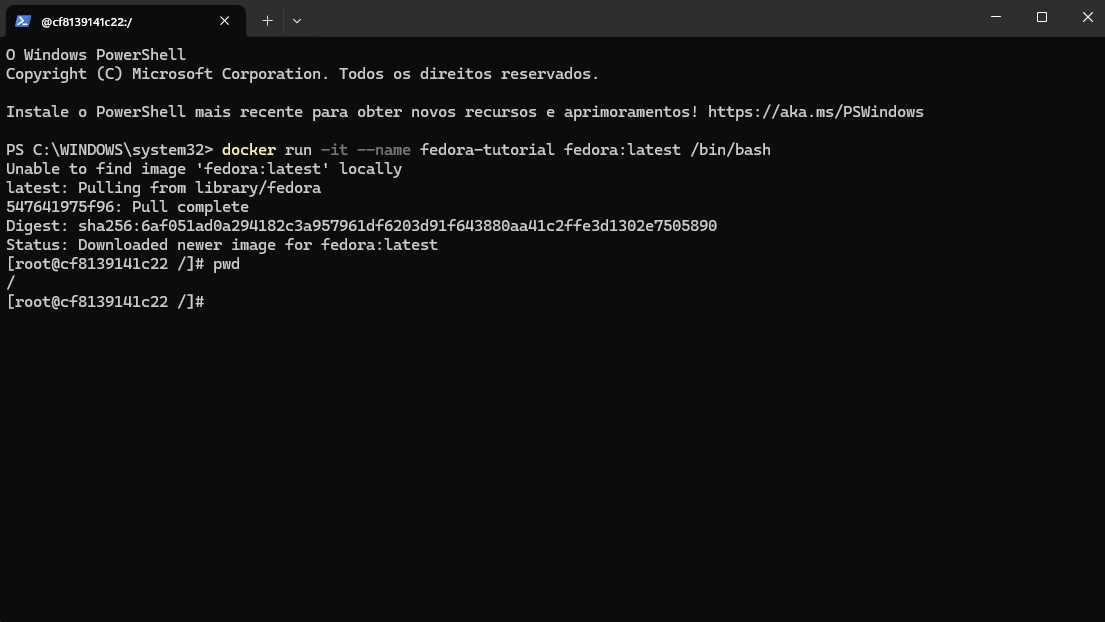 @cf8139141c22:/
O Windows PowerShell
Copyright (C) Microsoft Corporation. Todos os direitos reservados.
Instale o PowerShell mais recente para obter novos recursos e aprimoramentos! https://aka.ms/PSWindows
PS C:\WINDOWS\system32> docker run -it --name fedora-tutorial fedora:latest /bin/bash
Unable to find image 'fedora:latest' locally
latest: Pulling from library/fedora
547641975f96: Pull complete
Digest: sha256:6af051ad0a294182c3a957961df6203d91f643880aa41c2ffe3d1302e7505890
Status: Downloaded newer image for fedora:latest
[root@cf8139141c22 /]# pwd
/
[root@cf8139141c22 /]#